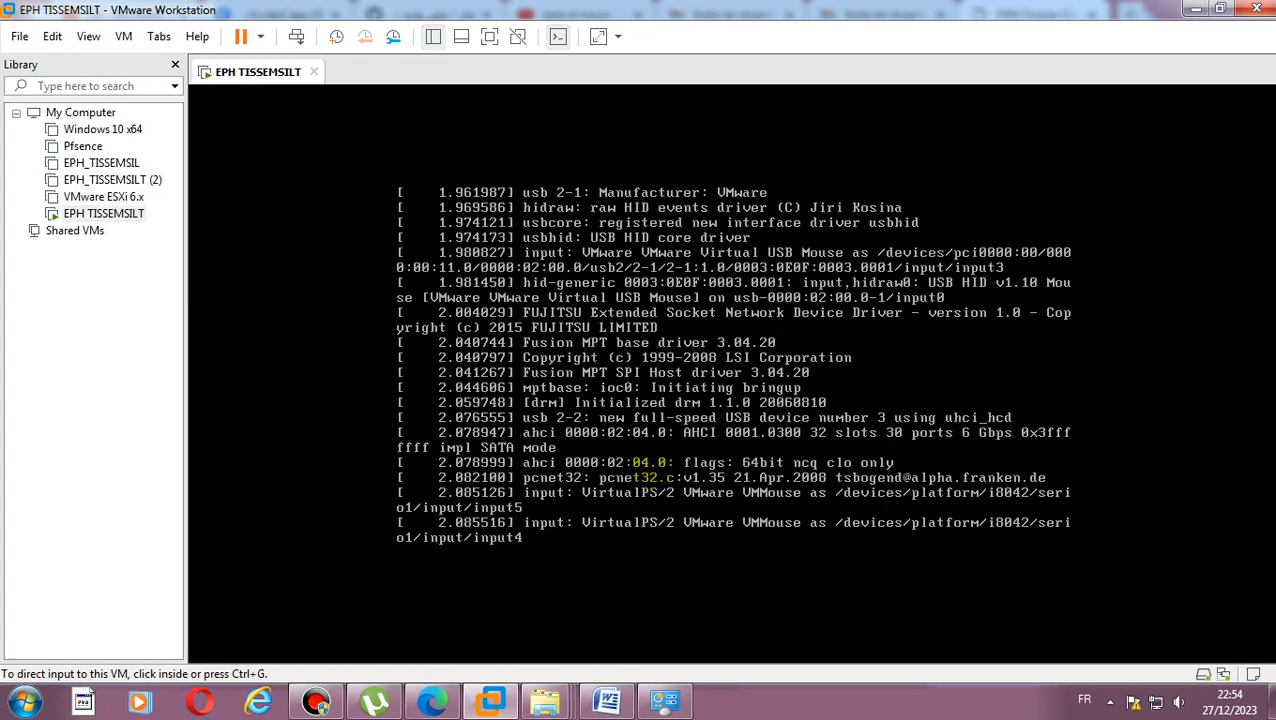 EPH TISSEMSILT - VMware Workstation
File Edit View VM Tabs Help
Library
Type here to search
My Computer
Windows 10 x64
Pfsence
EPH_TISSEMSIL
EPH_TISSEMSILT (2)
VMware ESXi 6.x
EPH TISSEMSILT
Shared VMs
EPH TISSEMSILT
[    1.961987] usb 2-1: Manufacturer: VMware
[    1.969586] hidraw: raw HID events driver (C) Jiri Kosina
[    1.974121] usbcore: registered new interface driver usbhid
[    1.974173] usbhid: USB HID core driver
[    1.980827] input: VMware VMware Virtual USB Mouse as /devices/pci0000:00/000
0:00:11.0/0000:02:00.0/usb2/2-1/2-1:1.0/0003:0E0F:0003.0001/input/input3
[    1.981450] hid-generic 0003:0E0F:0003.0001: input,hidraw0: USB HID v1.10 Mou
se [VMware VMware Virtual USB Mouse] on usb-0000:02:00.0-1/input0
[    2.004029] FUJITSU Extended Socket Network Device Driver - version 1.0 - Cop
yright (c) 2015 FUJITSU LIMITED
[    2.040744] Fusion MPT base driver 3.04.20
[    2.040797] Copyright (c) 1999-2008 LSI Corporation
[    2.041267] Fusion MPT SPI Host driver 3.04.20
[    2.044606] mptbase: ioc0: Initiating bringup
[    2.059748] [drm] Initialized drm 1.1.0 20060810
[    2.076555] usb 2-2: new full-speed USB device number 3 using uhci_hcd
[    2.078947] ahci 0000:02:04.0: AHCI 0001.0300 32 slots 30 ports 6 Gbps 0x3fff
ffff impl SATA mode
[    2.078999] ahci 0000:02:04.0: flags: 64bit ncq clo only
[    2.082100] pcnet32: pcnet32.c:v1.35 21.Apr.2008 tsbogend@alpha.franken.de
[    2.085126] input: VirtualPS/2 VMware VMMouse as /devices/platform/i8042/seri
o1/input/input5
[    2.085516] input: VirtualPS/2 VMware VMMouse as /devices/platform/i8042/seri
o1/input/input4
To direct input to this VM, click inside or press Ctrl+G.
FR
22:54
27/12/2023